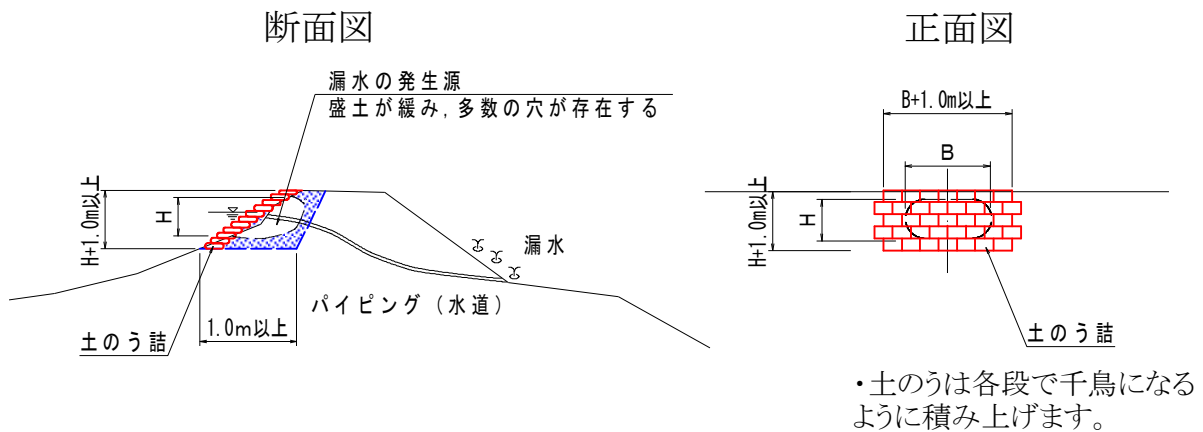 断面図
正面図
漏水の発生源
盛土が緩み,多数の穴が存在する
H+1.0m以上
H
漏水
パイピング(水道)
1.0m以上
土のう詰
B+1.0m以上
B
H+1.0m以上
H
土のう詰
・土のうは各段で千鳥になる
ように積み上げます。